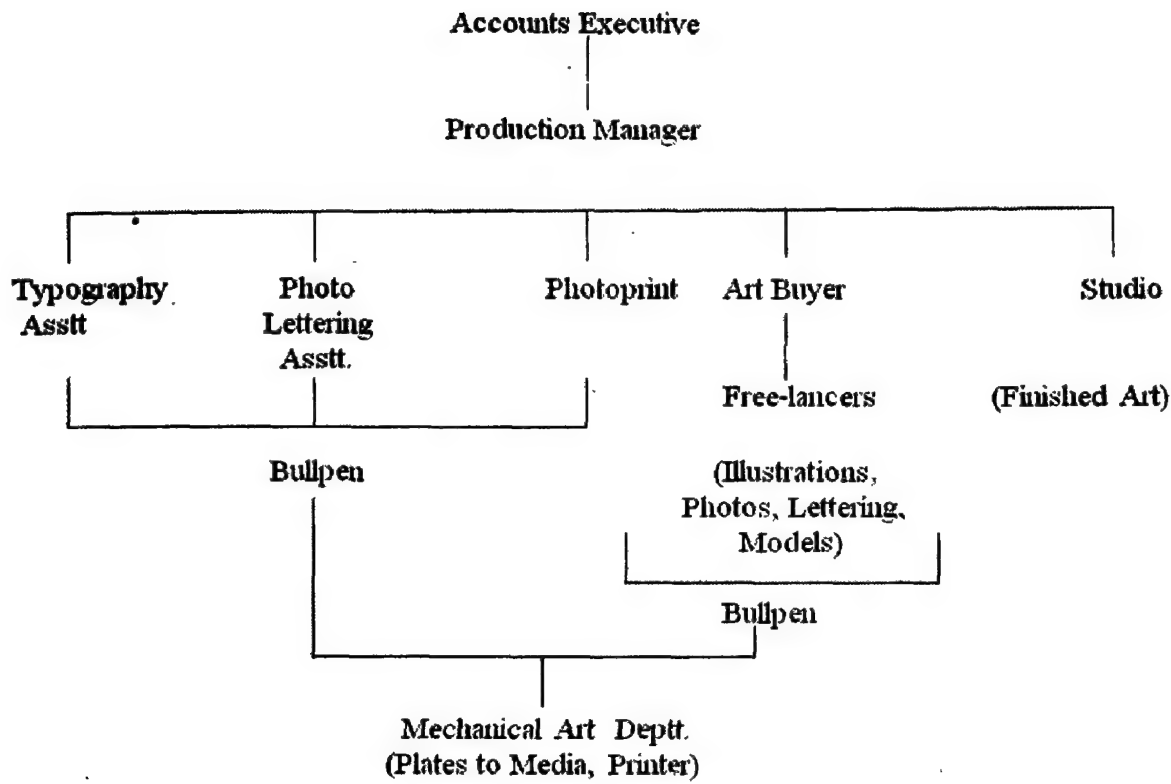 Accounts Executive
Production Manager
Typography Photo Photoprint Art Buyer Studio
Asstt Lettering
Asstt.
Free-lancers (Finished Art)
Bullpen (Illustrations,
Photos, Lettering,
Models)
Bullpen
Mechanical Art Deptt.
(Plates to Media, Printer)